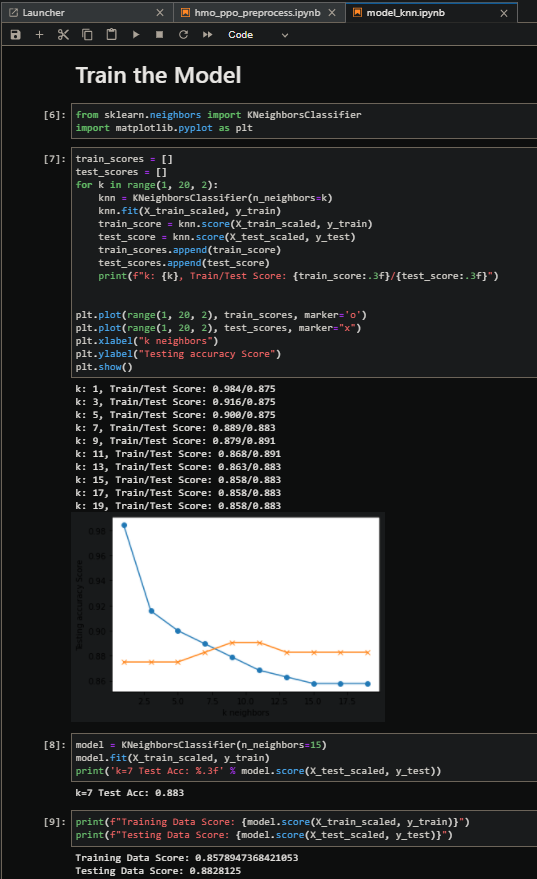 Launcher
hmo_ppo_preprocess.ipynb
model_knn.ipynb
Code
Train the Model
[6]:
from sklearn.neighbors import KNeighborsClassifier
import matplotlib.pyplot as plt
[7]:
train_scores = []
test_scores = []
for k in range(1, 20, 2):
    knn = KNeighborsClassifier(n_neighbors=k)
    knn.fit(X_train_scaled, y_train)
    train_score = knn.score(X_train_scaled, y_train)
    test_score = knn.score(X_test_scaled, y_test)
    train_scores.append(train_score)
    test_scores.append(test_score)
    print(f"k: {k}, Train/Test Score: {train_score:.3f}/{test_score:.3f}")
plt.plot(range(1, 20, 2), train_scores, marker='o')
plt.plot(range(1, 20, 2), test_scores, marker="x")
plt.xlabel("k neighbors")
plt.ylabel("Testing accuracy Score")
plt.show()
k: 1, Train/Test Score: 0.984/0.875
k: 3, Train/Test Score: 0.916/0.875
k: 5, Train/Test Score: 0.900/0.875
k: 7, Train/Test Score: 0.889/0.883
k: 9, Train/Test Score: 0.879/0.891
k: 11, Train/Test Score: 0.868/0.891
k: 13, Train/Test Score: 0.863/0.883
k: 15, Train/Test Score: 0.858/0.883
k: 17, Train/Test Score: 0.858/0.883
k: 19, Train/Test Score: 0.858/0.883
Testing accuracy Score
0.98
0.96
0.94
0.92
0.90
0.88
0.86
2.5 5.0 7.5 10.0 12.5 15.0 17.5
k neighbors
[8]:
model = KNeighborsClassifier(n_neighbors=15)
model.fit(X_train_scaled, y_train)
print('k=7 Test Acc: %.3f' % model.score(X_test_scaled, y_test))
k=7 Test Acc: 0.883
[9]:
print(f"Training Data Score: {model.score(X_train_scaled, y_train)}")
print(f"Testing Data Score: {model.score(X_test_scaled, y_test)}")
Training Data Score: 0.8578947368421053
Testing Data Score: 0.8828125